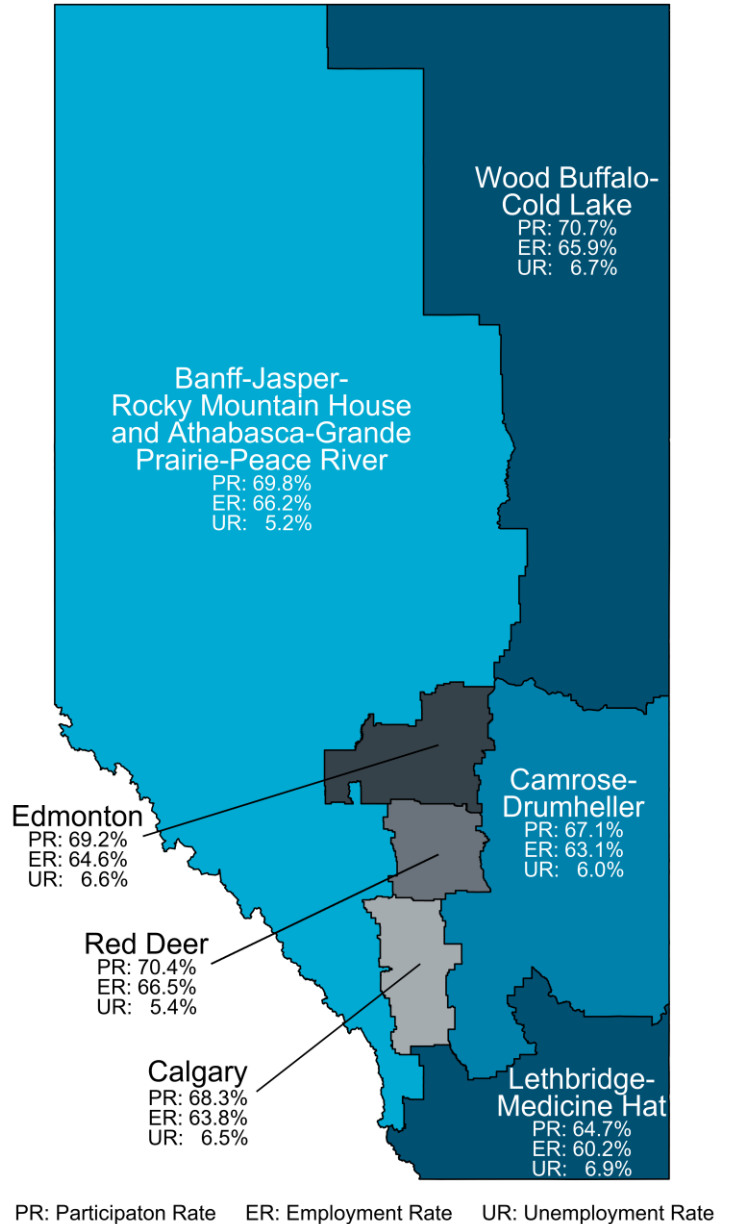 Wood Buffalo-
Cold Lake
PR: 70.7%
ER: 65.9%
UR: 6.7%
Banff-Jasper-
Rocky Mountain House
and Athabasca-Grande
Prairie-Peace River
PR: 69.8%
ER: 66.2%
UR: 5.2%
Camrose-
Drumheller
PR: 67.1%
ER: 63.1%
UR: 6.0%
Edmonton
PR: 69.2%
ER: 64.6%
UR: 6.6%
Red Deer
PR: 70.4%
ER: 66.5%
UR: 5.4%
Calgary
PR: 68.3%
ER: 63.8%
UR: 6.5%
Lethbridge-
Medicine Hat
PR: 64.7%
ER: 60.2%
UR: 6.9%
PR: Participaton Rate ER: Employment Rate UR: Unemployment Rate